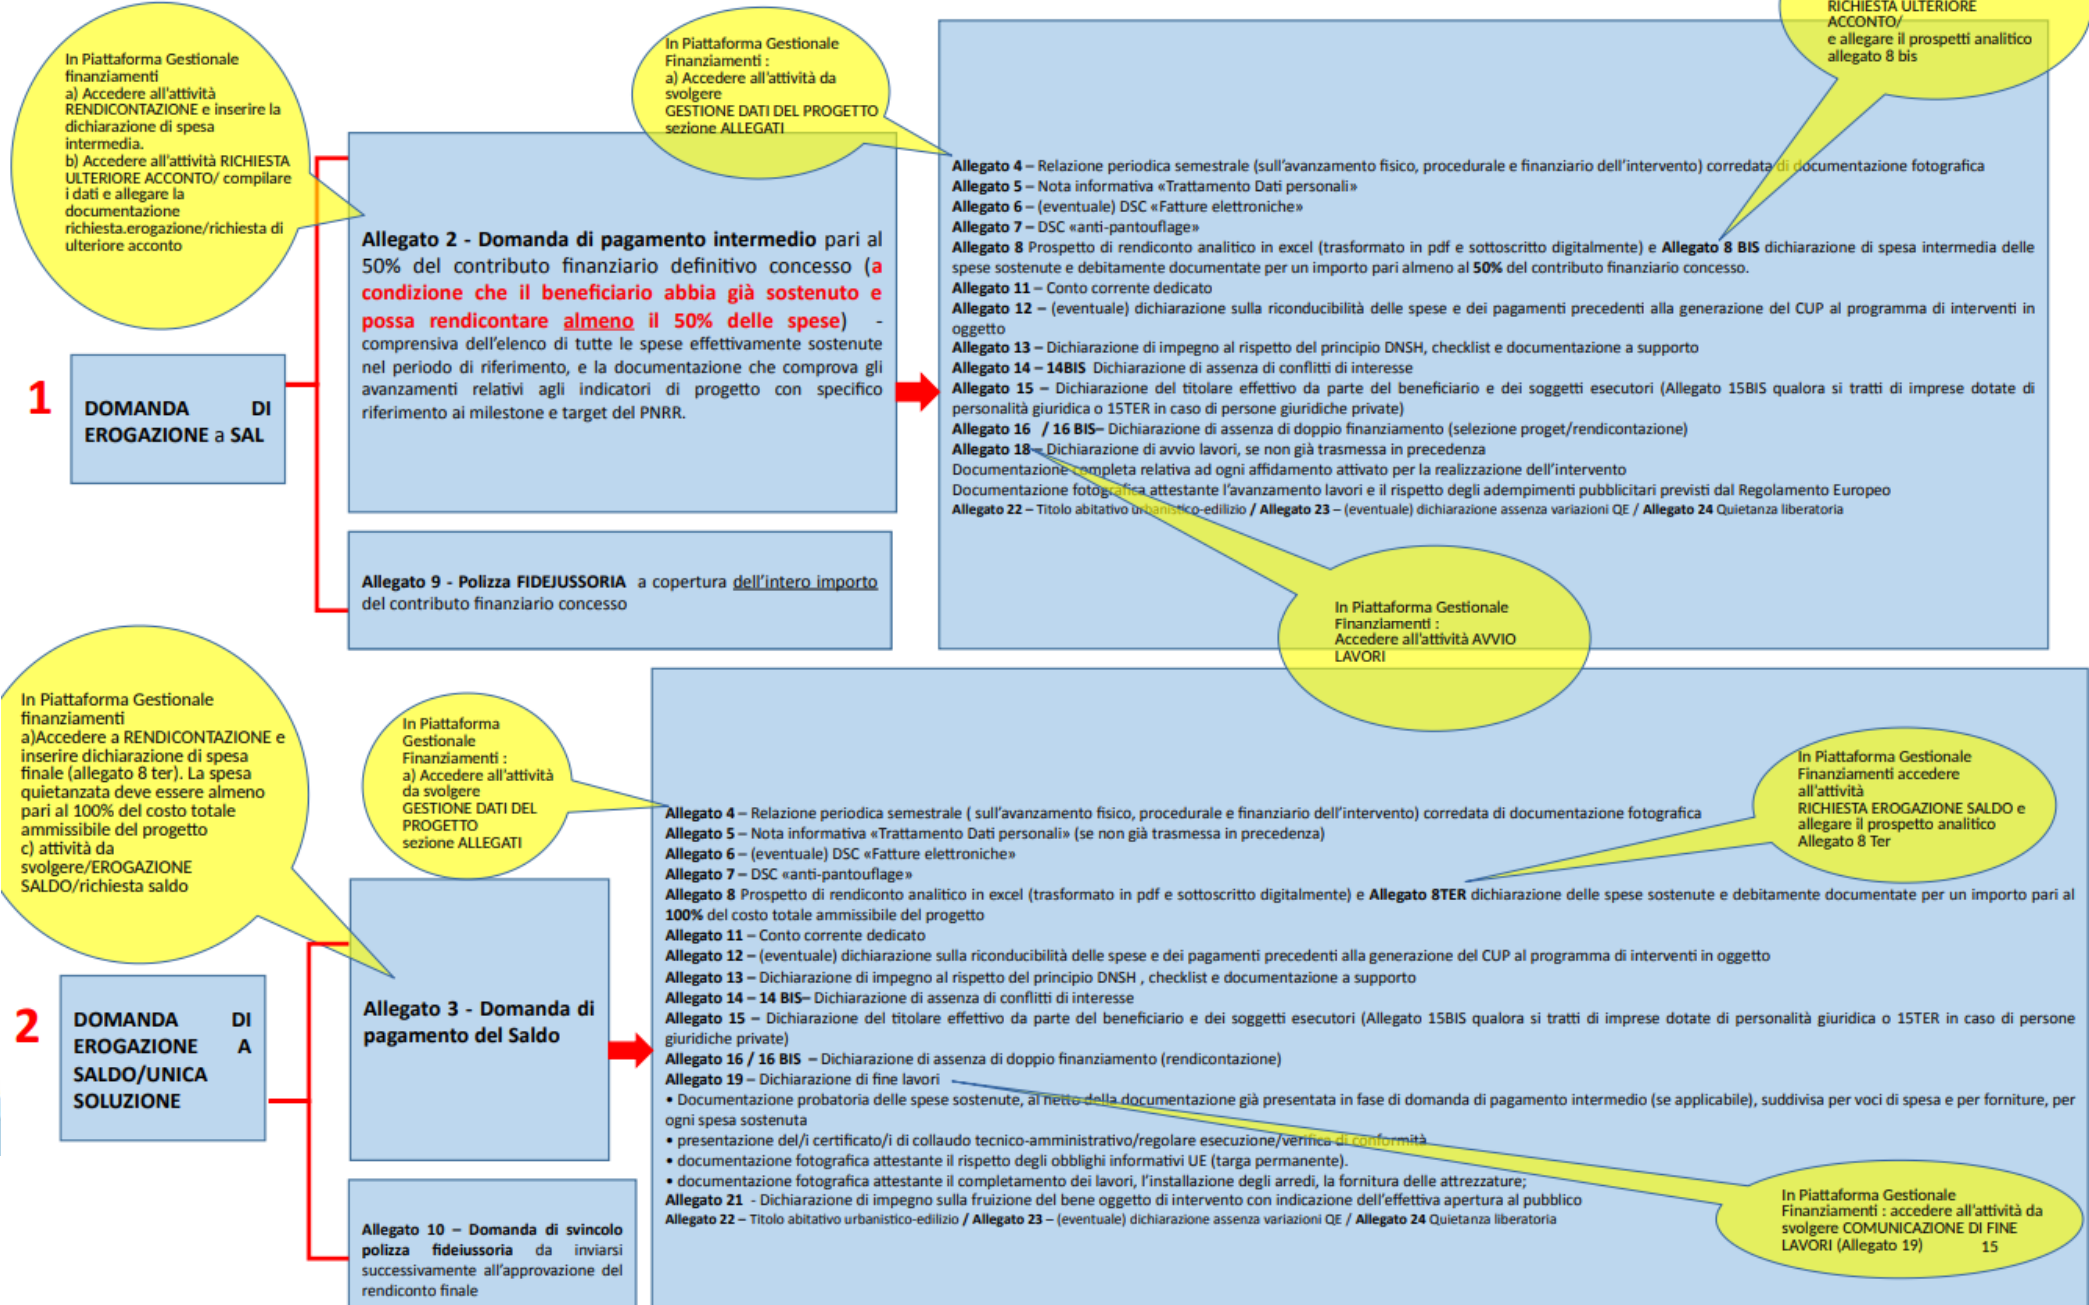 In Piattaforma Gestionale
finanziamenti
a) Accedere all'attività
RENDICONTAZIONE e inserire la
dichiarazione di spesa
intermedia.
b) Accedere all'attività RICHIESTA
ULTERIORE ACCONTO/ compilare
i dati e allegare la
documentazione
richiesta.erogazione/richiesta di
ulteriore acconto
In Piattaforma Gestionale
Finanziamenti :
a) Accedere all'attività da
svolgere
GESTIONE DATI DEL PROGETTO
sezione ALLEGATI
RICHIESTA ULTERIORE
ACCONTO/
e allegare il prospetti analitico
allegato 8 bis
1
DOMANDA DI
EROGAZIONE a SAL
Allegato 2 - Domanda di pagamento intermedio pari al
50% del contributo finanziario definitivo concesso (a
condizione che il beneficiario abbia già sostenuto e
possa rendicontare almeno il 50% delle spese) -
comprensiva dell'elenco di tutte le spese effettivamente sostenute
nel periodo di riferimento, e la documentazione che comprova gli
avanzamenti relativi agli indicatori di progetto con specifico
riferimento ai milestone e target del PNRR.
Allegato 9 - Polizza FIDEJUSSORIA a copertura dell'intero importo
del contributo finanziario concesso
Allegato 4 – Relazione periodica semestrale (sull'avanzamento fisico, procedurale e finanziario dell'intervento) corredata di documentazione fotografica
Allegato 5 – Nota informativa «Trattamento Dati personali»
Allegato 6 – (eventuale) DSC «Fatture elettroniche»
Allegato 7 – DSC «anti-pantouflage»
Allegato 8 Prospetto di rendiconto analitico in excel (trasformato in pdf e sottoscritto digitalmente) e Allegato 8 BIS dichiarazione di spesa intermedia delle
spese sostenute e debitamente documentate per un importo pari almeno al 50% del contributo finanziario concesso.
Allegato 11 – Conto corrente dedicato
Allegato 12 – (eventuale) dichiarazione sulla riconducibilità delle spese e dei pagamenti precedenti alla generazione del CUP al programma di interventi in
oggetto
Allegato 13 – Dichiarazione di impegno al rispetto del principio DNSH, checklist e documentazione a supporto
Allegato 14 – 14BIS Dichiarazione di assenza di conflitti di interesse
Allegato 15 – Dichiarazione del titolare effettivo da parte del beneficiario e dei soggetti esecutori (Allegato 15BIS qualora si tratti di imprese dotate di
personalità giuridica o 15TER in caso di persone giuridiche private)
Allegato 16 / 16 BIS– Dichiarazione di assenza di doppio finanziamento (selezione proget/rendicontazione)
Allegato 18 – Dichiarazione di avvio lavori, se non già trasmessa in precedenza
Documentazione completa relativa ad ogni affidamento attivato per la realizzazione dell'intervento
Documentazione fotografica attestante l'avanzamento lavori e il rispetto degli adempimenti pubblicitari previsti dal Regolamento Europeo
Allegato 22 – Titolo abitativo urbanistico-edilizio / Allegato 23 – (eventuale) dichiarazione assenza variazioni QE / Allegato 24 Quietanza liberatoria
In Piattaforma Gestionale
Finanziamenti :
Accedere all'attività AVVIO
LAVORI
In Piattaforma Gestionale
finanziamenti
a)Accedere a RENDICONTAZIONE e
inserire dichiarazione di spesa
finale (allegato 8 ter). La spesa
quietanzata deve essere almeno
pari al 100% del costo totale
ammissibile del progetto
c) attività da
svolgere/EROGAZIONE
SALDO/richiesta saldo
In Piattaforma
Gestionale
Finanziamenti :
a) Accedere all'attività
da svolgere
GESTIONE DATI DEL
PROGETTO
sezione ALLEGATI
2
DOMANDA DI
EROGAZIONE A
SALDO/UNICA
SOLUZIONE
Allegato 3 - Domanda di
pagamento del Saldo
Allegato 10 – Domanda di svincolo
polizza fideiussoria da inviarsi
successivamente all'approvazione del
rendiconto finale
In Piattaforma Gestionale
Finanziamenti accedere
all'attività
RICHIESTA EROGAZIONE SALDO e
allegare il prospetto analitico
Allegato 8 Ter
Allegato 4 – Relazione periodica semestrale ( sull'avanzamento fisico, procedurale e finanziario dell'intervento) corredata di documentazione fotografica
Allegato 5 – Nota informativa «Trattamento Dati personali» (se non già trasmessa in precedenza)
Allegato 6 – (eventuale) DSC «Fatture elettroniche»
Allegato 7 – DSC «anti-pantouflage»
Allegato 8 Prospetto di rendiconto analitico in excel (trasformato in pdf e sottoscritto digitalmente) e Allegato 8TER dichiarazione delle spese sostenute e debitamente documentate per un importo pari al
100% del costo totale ammissibile del progetto
Allegato 11 – Conto corrente dedicato
Allegato 12 – (eventuale) dichiarazione sulla riconducibilità delle spese e dei pagamenti precedenti alla generazione del CUP al programma di interventi in oggetto
Allegato 13 – Dichiarazione di impegno al rispetto del principio DNSH , checklist e documentazione a supporto
Allegato 14 – 14 BIS– Dichiarazione di assenza di conflitti di interesse
Allegato 15 – Dichiarazione del titolare effettivo da parte del beneficiario e dei soggetti esecutori (Allegato 15BIS qualora si tratti di imprese dotate di personalità giuridica o 15TER in caso di persone
giuridiche private)
Allegato 16 / 16 BIS – Dichiarazione di assenza di doppio finanziamento (rendicontazione)
Allegato 19 – Dichiarazione di fine lavori
• Documentazione probatoria delle spese sostenute, al netto della documentazione già presentata in fase di domanda di pagamento intermedio (se applicabile), suddivisa per voci di spesa e per forniture, per
ogni spesa sostenuta
• presentazione del/i certificato/i di collaudo tecnico-amministrativo/regolare esecuzione/verifica di conformità
• documentazione fotografica attestante il rispetto degli obblighi informativi UE (targa permanente).
• documentazione fotografica attestante il completamento dei lavori, l'installazione degli arredi, la fornitura delle attrezzature;
Allegato 21 - Dichiarazione di impegno sulla fruizione del bene oggetto di intervento con indicazione dell'effettiva apertura al pubblico
Allegato 22 – Titolo abitativo urbanistico-edilizio / Allegato 23 – (eventuale) dichiarazione assenza variazioni QE / Allegato 24 Quietanza liberatoria
In Piattaforma Gestionale
Finanziamenti : accedere all'attività da
svolgere COMUNICAZIONE DI FINE
LAVORI (Allegato 19)
15